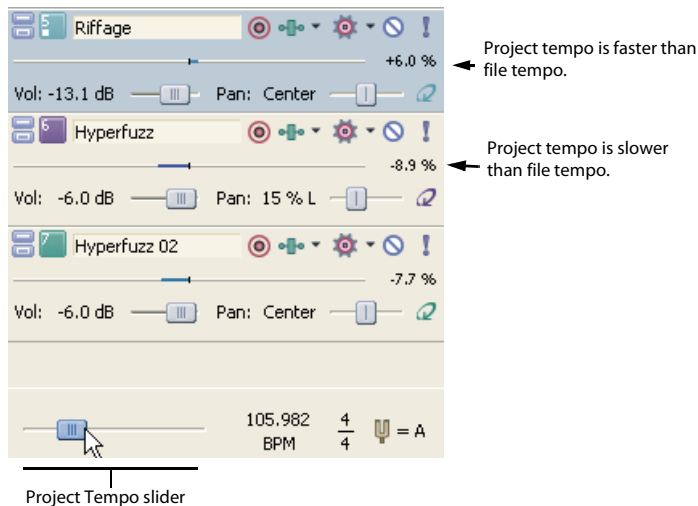 5 Riffage
+6.0 %
Project tempo is faster than
file tempo.
Vol: -13.1 dB Pan: Center
6 Hyperfuzz
-8.9 %
Project tempo is slower
than file tempo.
Vol: -6.0 dB Pan: 15 % L
7 Hyperfuzz 02
-7.7 %
Vol: -6.0 dB Pan: Center
105.982 4
BPM 4 = A
Project Tempo slider